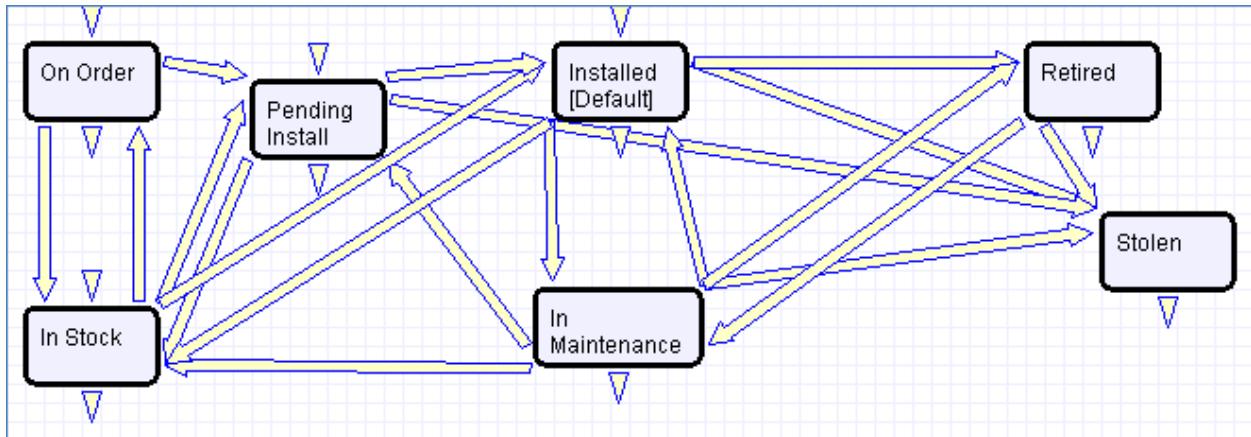 On Order
Pending
Install
Installed
[Default]
Retired
Stolen
In Stock
In
Maintenance